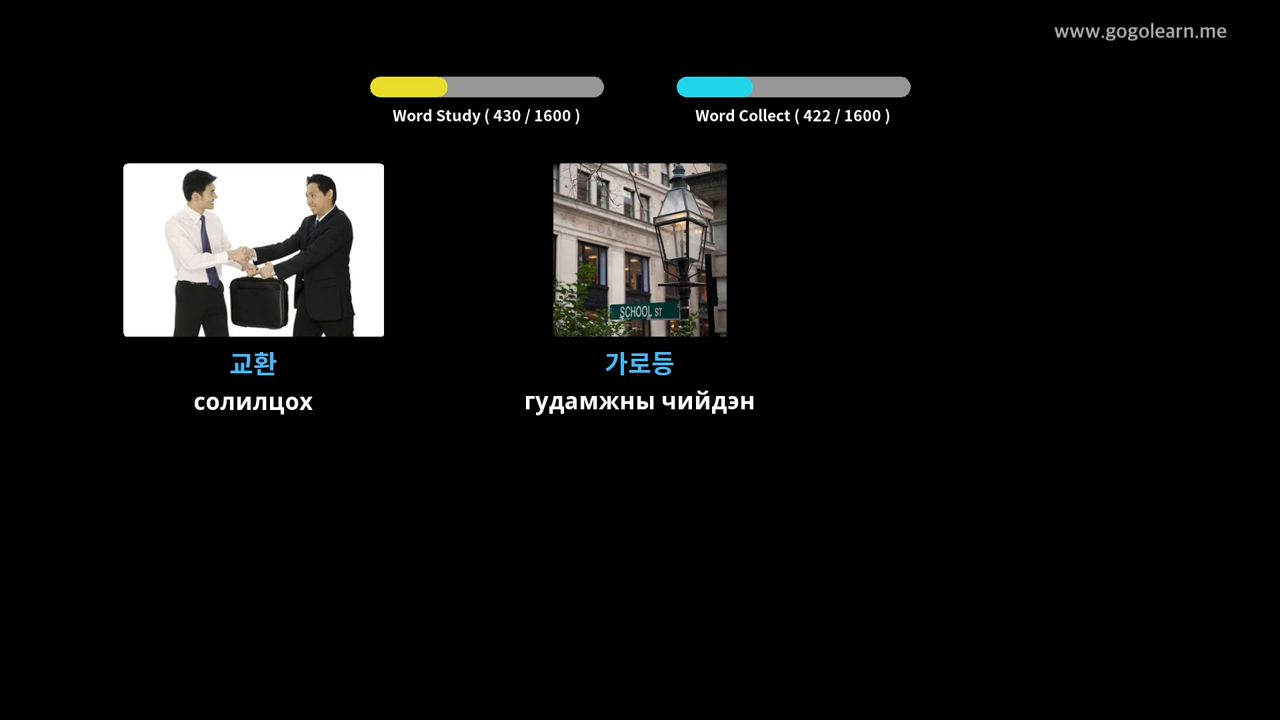 www.gogolearn.me
Word Study ( 430 / 1600 )
Word Collect ( 422 / 1600 )
SCHOOL ST
교환
가로등
солилцох
гудамжны чийдэн